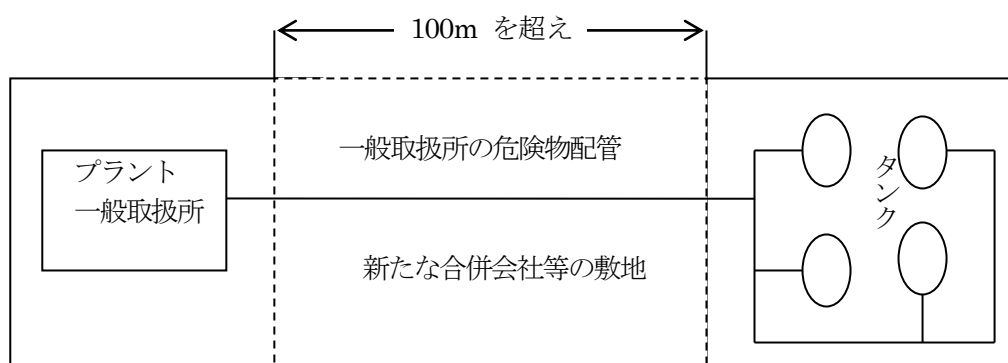 100m を超え
一般取扱所の危険物配管
プラント
一般取扱所
タンク
新たな合併会社等の敷地